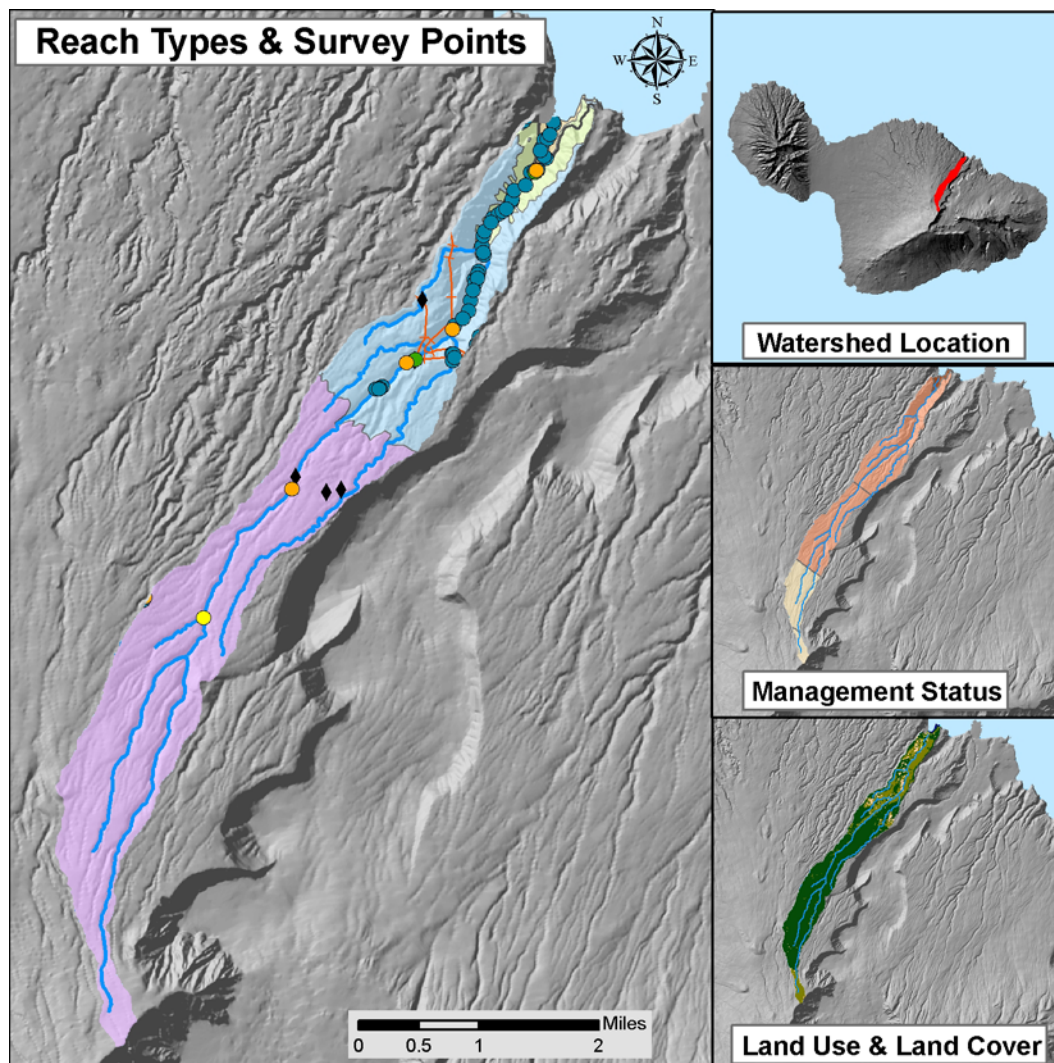 Reach Types & Survey Points
N
W
E
S
Watershed Location
Management Status
Miles
0
0.5
1
2
Land Use & Land Cover